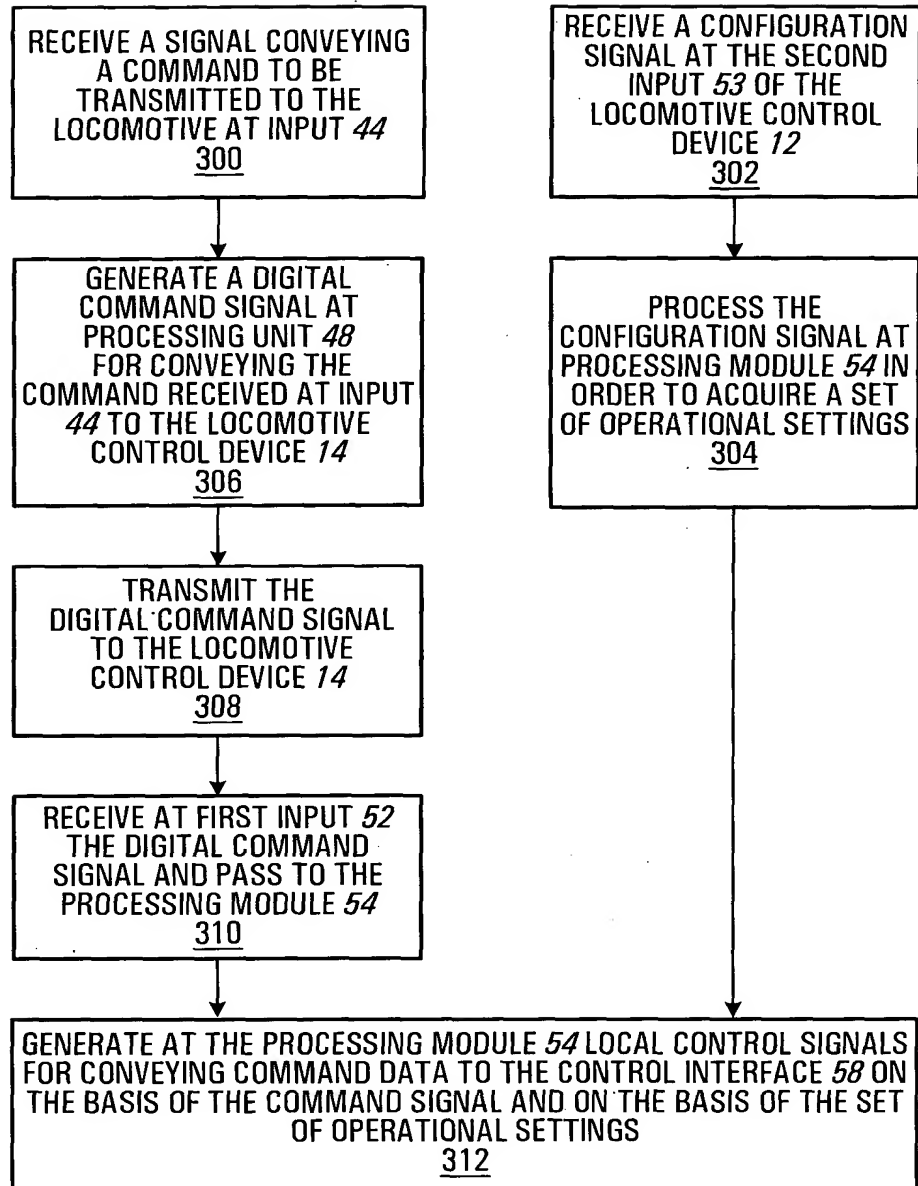 RECEIVE A SIGNAL CONVEYING
A COMMAND TO BE
TRANSMITTED TO THE
LOCOMOTIVE AT INPUT 44
300
RECEIVE A CONFIGURATION
SIGNAL AT THE SECOND
INPUT 53 OF THE
LOCOMOTIVE CONTROL
DEVICE 12
302
GENERATE A DIGITAL
COMMAND SIGNAL AT
PROCESSING UNIT 48
FOR CONVEYING THE
COMMAND RECEIVED AT INPUT
44 TO THE LOCOMOTIVE
CONTROL DEVICE 14
306
PROCESS THE
CONFIGURATION SIGNAL AT
PROCESSING MODULE 54 IN
ORDER TO ACQUIRE A SET
OF OPERATIONAL SETTINGS
304
TRANSMIT THE
DIGITAL COMMAND SIGNAL
TO THE LOCOMOTIVE
CONTROL DEVICE 14
308
RECEIVE AT FIRST INPUT 52
THE DIGITAL COMMAND
SIGNAL AND PASS TO THE
PROCESSING MODULE 54
310
GENERATE AT THE PROCESSING MODULE 54 LOCAL CONTROL SIGNALS
FOR CONVEYING COMMAND DATA TO THE CONTROL INTERFACE 58 ON
THE BASIS OF THE COMMAND SIGNAL AND ON THE BASIS OF THE SET
OF OPERATIONAL SETTINGS
312